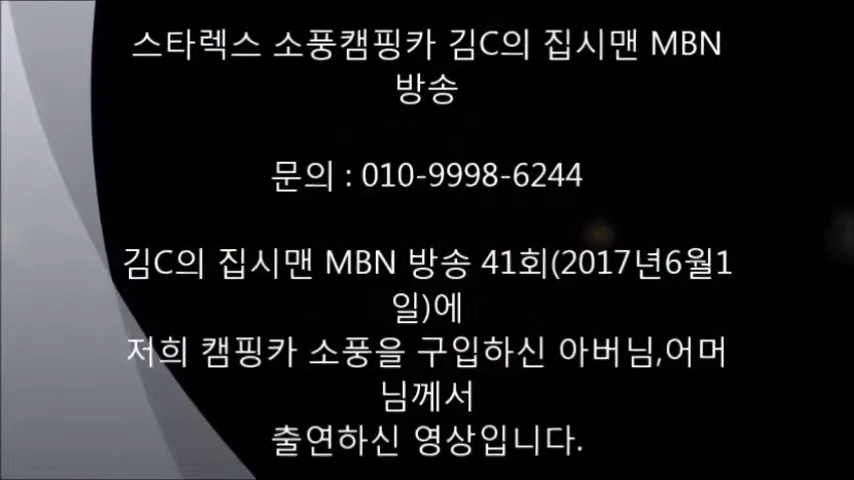 스타렉스 소풍캠핑카 김C의 집시맨 MBN
방송
문의 : 010-9998-6244
김C의 집시맨 MBN 방송 41회(2017년6월1
일)에
저희 캠핑카 소풍을 구입하신 아버님,어머
님께서
출연하신 영상입니다.